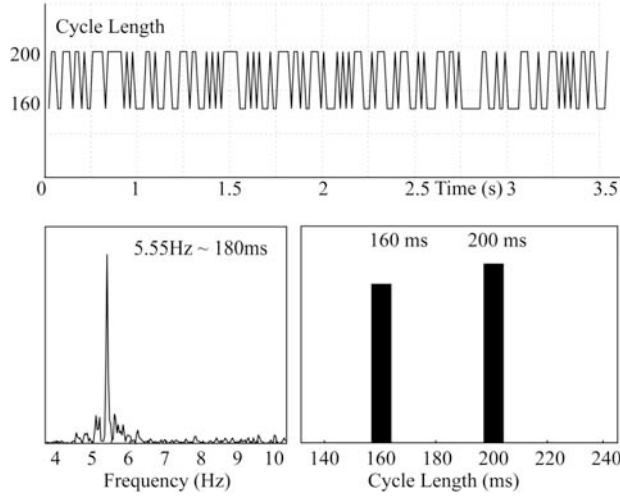 Cycle Length
200
160
0 1 1.5 2 2.5 Time (s) 3 3.5
5.55Hz ~ 180ms
4 5 6 7 8 9 10
Frequency (Hz)
160 ms 200 ms
140 160 180 200 220 240
Cycle Length (ms)